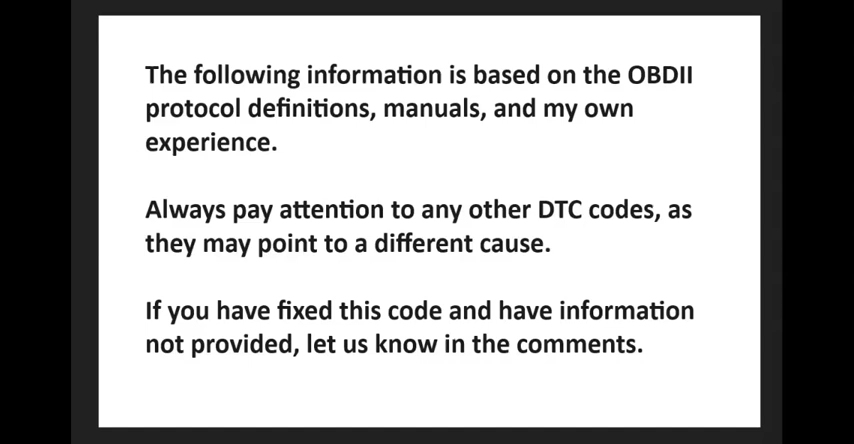 The following information is based on the OBDII
protocol definitions, manuals, and my own
experience.
Always pay attention to any other DTC codes, as
they may point to a different cause.
If you have fixed this code and have information
not provided, let us know in the comments.